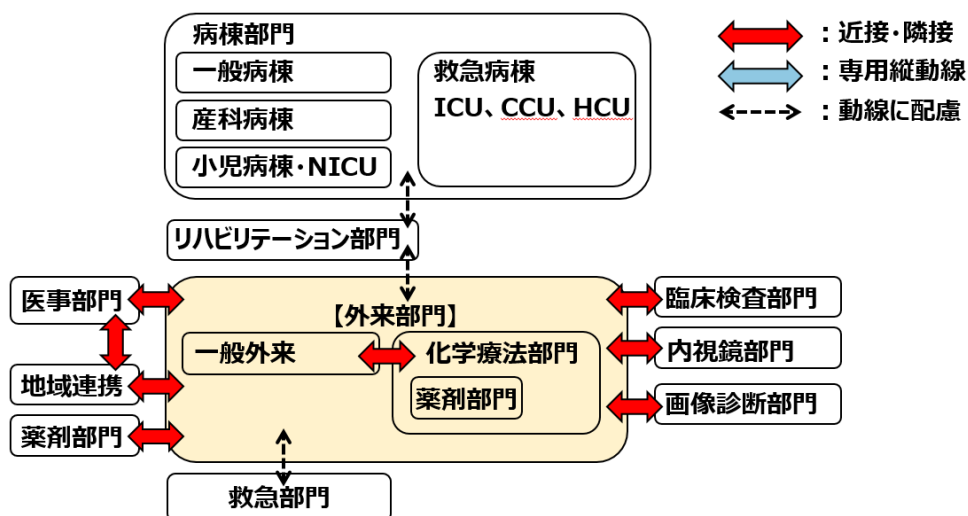 病棟部門
一般病棟
産科病棟
小児病棟・NICU
救急病棟
ICU、CCU、HCU
：近接・隣接
：専用縦動線
：動線に配慮
リハビリテーション部門
医事部門
地域連携
薬剤部門
【外来部門】
一般外来
化学療法部門
薬剤部門
臨床検査部門
内視鏡部門
画像診断部門
救急部門